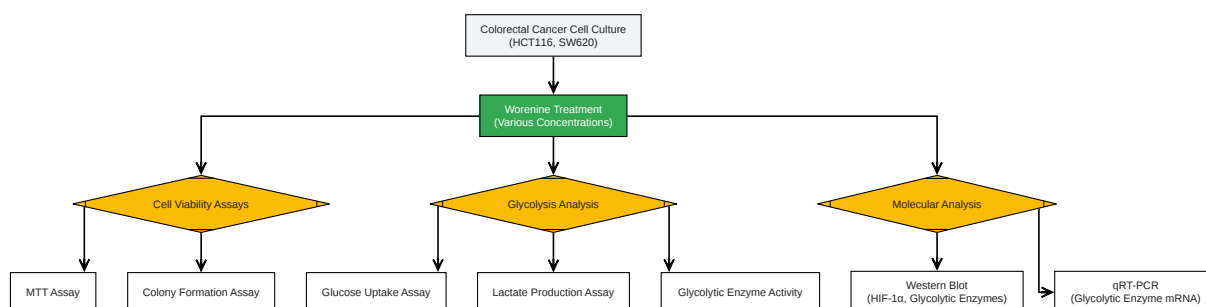 Colorectal Cancer Cell Culture
(HCT116, SW620)
Worenine Treatment
(Various Concentrations)
Cell Viability Assays
Glycolysis Analysis
Molecular Analysis
MTT Assay
Colony Formation Assay
Glucose Uptake Assay
Lactate Production Assay
Glycolytic Enzyme Activity
Western Blot
(HIF-1α, Glycolytic Enzymes)
qRT-PCR
(Glycolytic Enzyme mRNA)